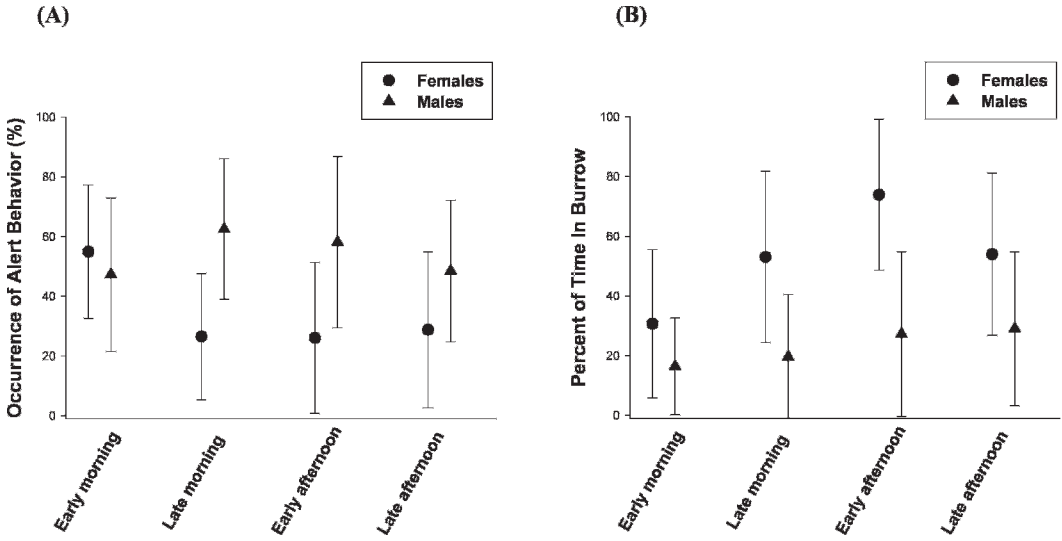 (A)
Females
Males
Occurrence of Alert Behavior (%)
100
80
60
40
20
0
Early morning
Late morning
Early afternoon
Late afternoon
(B)
Females
Males
Percent of Time In Burrow
100
80
60
40
20
0
Early morning
Late morning
Early afternoon
Late afternoon